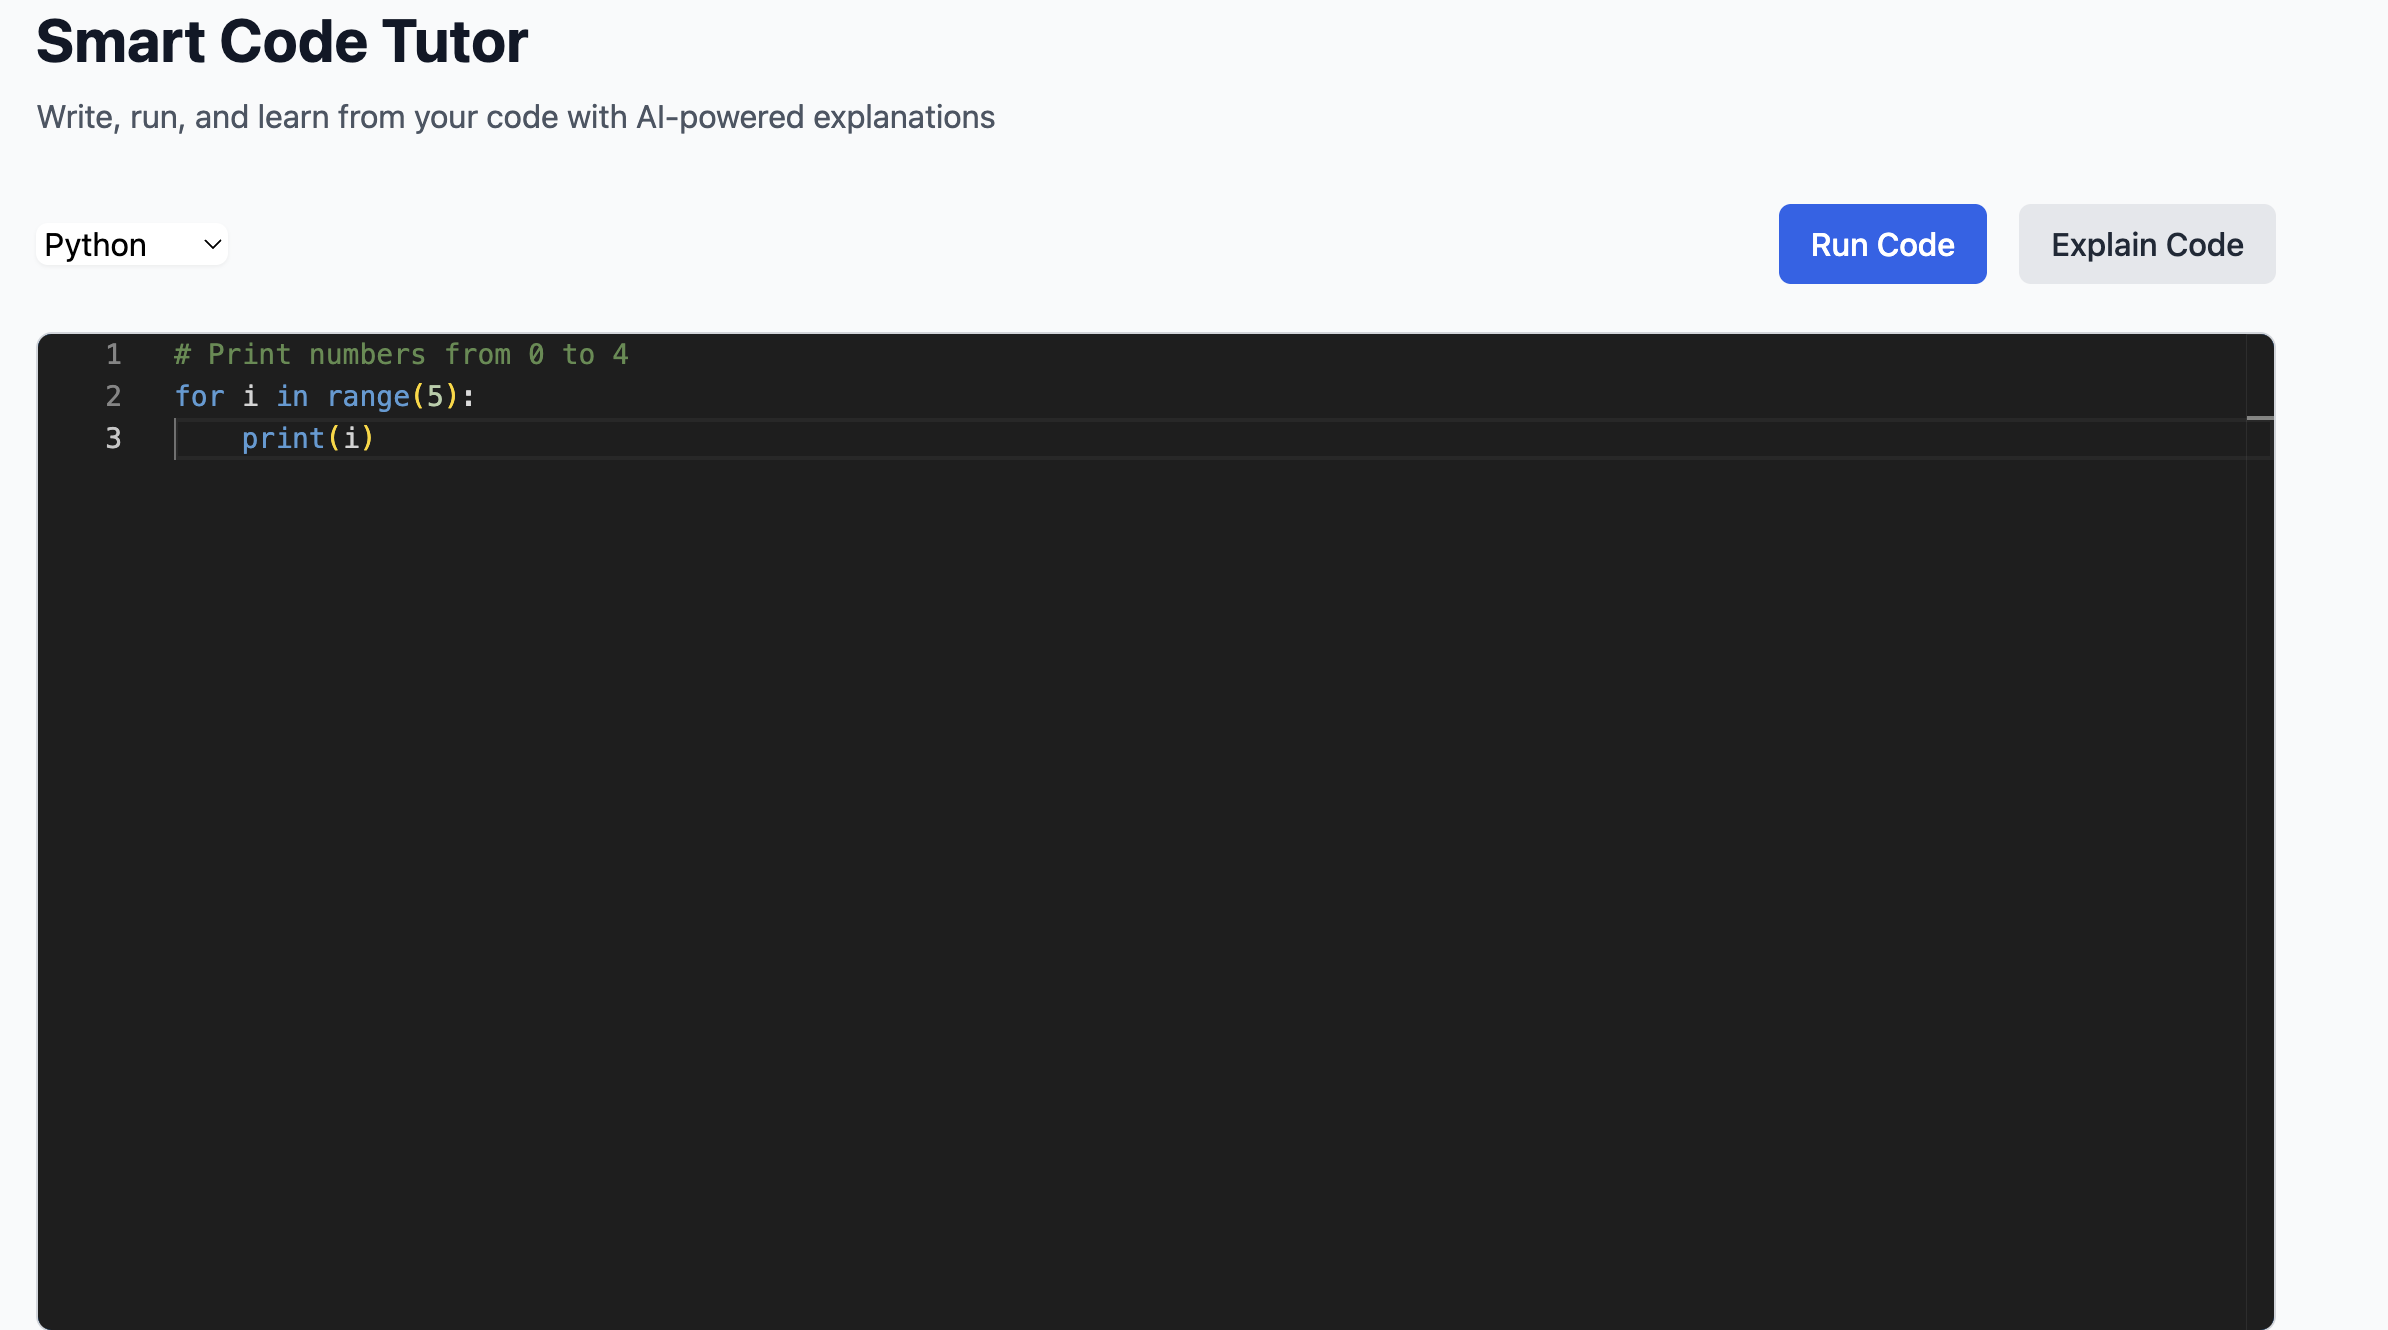 Smart Code Tutor
Write, run, and learn from your code with AI-powered explanations
Python
Run Code
Explain Code
1 # Print numbers from 0 to 4
2 for i in range(5):
3     print(i)